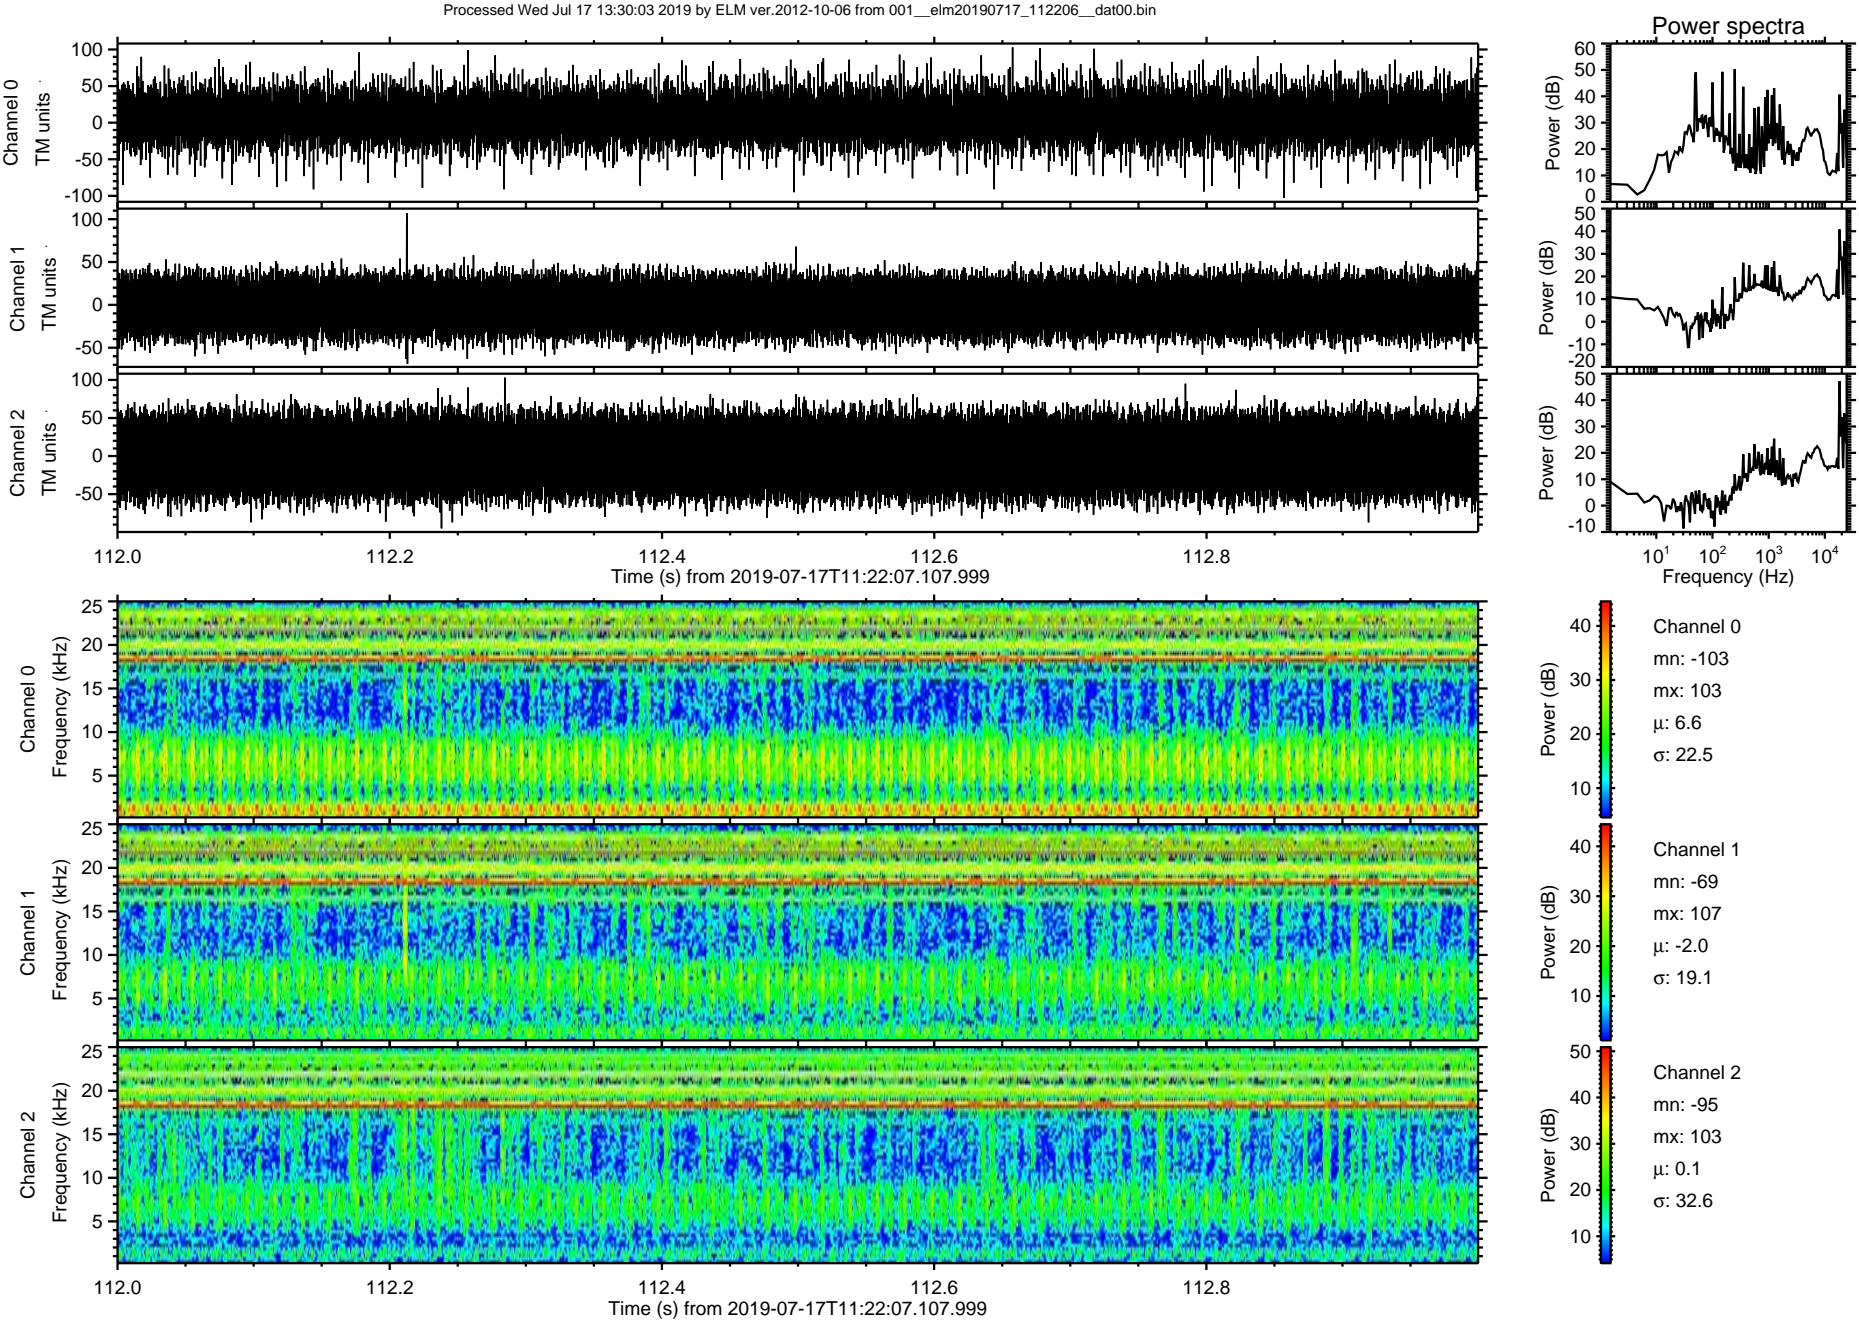 Processed Wed Jul 17 13:30:03 2019 by ELM ver.2012-10-06 from 001__elm20190717_112206__dat00.bin
Power spectra
Channel 0
TM units
100
50
0
-50
-100
Power (dB)
60
50
40
30
20
10
0
Channel 1
TM units
100
50
0
-50
Power (dB)
50
40
30
20
10
0
-10
-20
Channel 2
TM units
100
50
0
-50
Power (dB)
50
40
30
20
10
0
-10
112.0 112.2 112.4 112.6 112.8
Time (s) from 2019-07-17T11:22:07.107.999
10¹ 10² 10³ 10⁴
Frequency (Hz)
Channel 0
Frequency (kHz)
25
20
15
10
5
Power (dB)
40
30
20
10
Channel 0
mn: -103
mx: 103
μ: 6.6
σ: 22.5
Channel 1
Frequency (kHz)
25
20
15
10
5
Power (dB)
40
30
20
10
Channel 1
mn: -69
mx: 107
μ: -2.0
σ: 19.1
Channel 2
Frequency (kHz)
25
20
15
10
5
Power (dB)
50
40
30
20
10
Channel 2
mn: -95
mx: 103
μ: 0.1
σ: 32.6
112.0 112.2 112.4 112.6 112.8
Time (s) from 2019-07-17T11:22:07.107.999